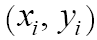 (x_i, y_i)